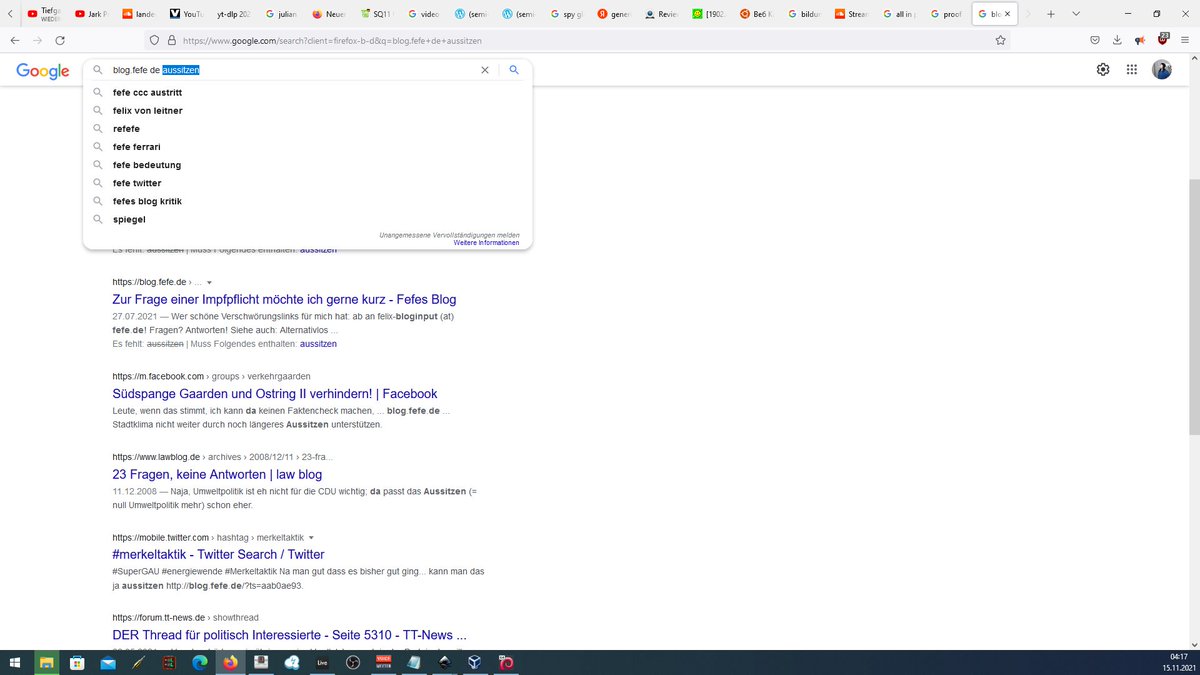 Tiefga
WIEDER
Jark P
lande
YouTu
yt-dlp 202
julian
Neuer
SQ11
video
(semi
(semi
spy gl
gener
Revie
[1902
Be6 K
bildun
Strean
all in
proof
blo
https://www.google.com/search?client=firefox-b-d&q=blog.fefe+de+aussitzen
23
Google
blog.fefe de aussitzen
fefe ccc austritt
felix von leitner
refefe
fefe ferrari
fefe bedeutung
fefe twitter
fefes blog kritik
spiegel
Unangemessene Vervollständigungen melden
Weitere Informationen
Es fehlt: aussitzen | Muss Folgendes enthalten: aussitzen
https://blog.fefe.de › ...
Zur Frage einer Impfpflicht möchte ich gerne kurz - Fefes Blog
27.07.2021 — Wer schöne Verschwörungslinks für mich hat: ab an felix-bloginput (at)
fefe.de! Fragen? Antworten! Siehe auch: Alternativlos ...
Es fehlt: aussitzen | Muss Folgendes enthalten: aussitzen
https://m.facebook.com › groups › verkehrgaarden
Südspange Gaarden und Ostring II verhindern! | Facebook
Leute, wenn das stimmt, ich kann da keinen Faktencheck machen, ... blog.fefe.de ...
Stadtklima nicht weiter durch noch längeres Aussitzen unterstützen.
https://www.lawblog.de › archives › 2008/12/11 › 23-fra...
23 Fragen, keine Antworten | law blog
11.12.2008 — Naja, Umweltpolitik ist eh nicht für die CDU wichtig; da passt das Aussitzen (=
null Umweltpolitik mehr) schon eher.
https://mobile.twitter.com › hashtag › merkeltaktik
#merkeltaktik - Twitter Search / Twitter
#SuperGAU #energiewende #Merkeltaktik Na man gut dass es bisher gut ging... kann man das
ja aussitzen http://blog.fefe.de/?ts=aab0ae93.
https://forum.tt-news.de › showthread
DER Thread für politisch Interessierte - Seite 5310 - TT-News ...
Live
04:17
15.11.2021